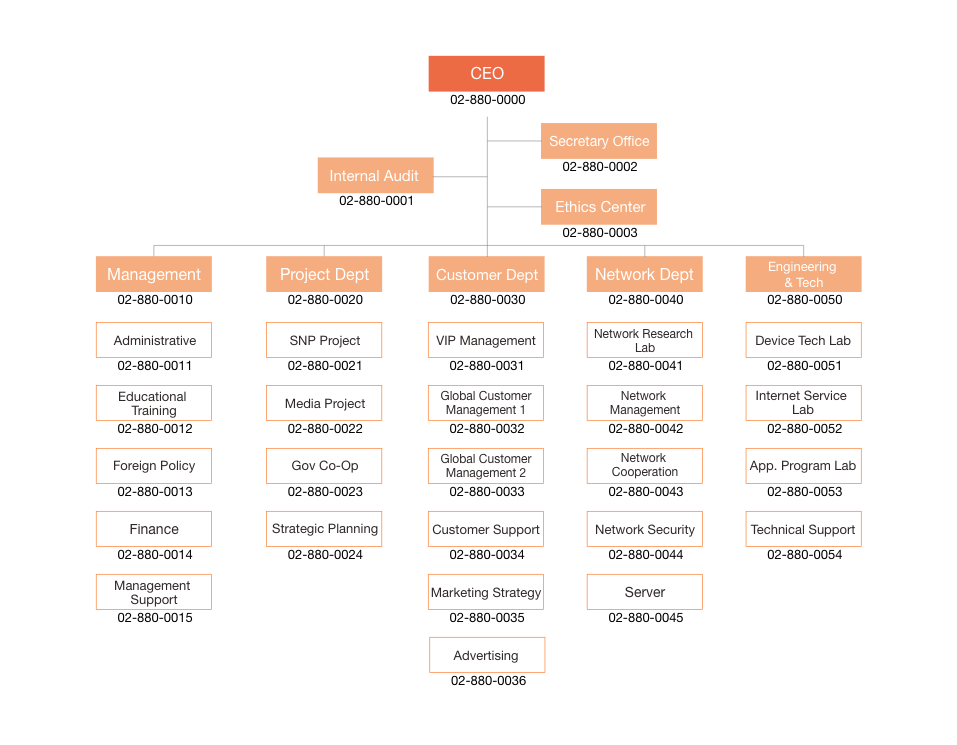 CEO
02-880-0000
Secretary Office
02-880-0002
Internal Audit
02-880-0001
Ethics Center
02-880-0003
Management
02-880-0010
Administrative
02-880-0011
Educational
Training
02-880-0012
Foreign Policy
02-880-0013
Finance
02-880-0014
Management
Support
02-880-0015
Project Dept
02-880-0020
SNP Project
02-880-0021
Media Project
02-880-0022
Gov Co-Op
02-880-0023
Strategic Planning
02-880-0024
Customer Dept
02-880-0030
VIP Management
02-880-0031
Global Customer
Management 1
02-880-0032
Global Customer
Management 2
02-880-0033
Customer Support
02-880-0034
Marketing Strategy
02-880-0035
Advertising
02-880-0036
Network Dept
02-880-0040
Network Research
Lab
02-880-0041
Network
Management
02-880-0042
Network
Cooperation
02-880-0043
Network Security
02-880-0044
Server
02-880-0045
Engineering
& Tech
02-880-0050
Device Tech Lab
02-880-0051
Internet Service
Lab
02-880-0052
App. Program Lab
02-880-0053
Technical Support
02-880-0054